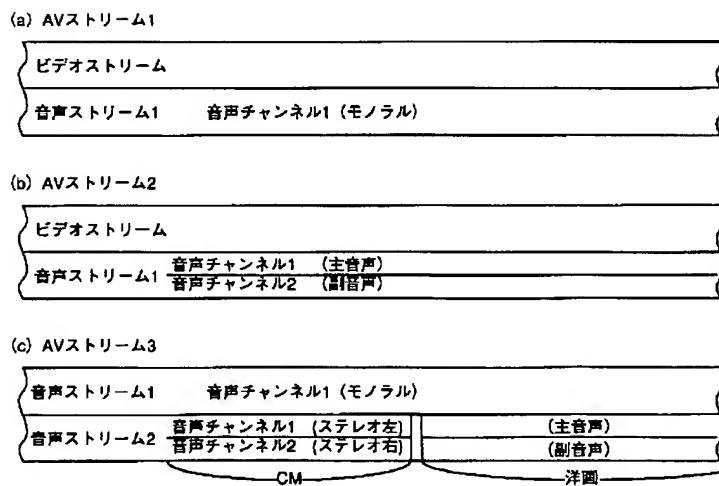 (a) AVストリーム1
ビデオストリーム
音声ストリーム1 音声チャンネル1 (モノラル)
(b) AVストリーム2
ビデオストリーム
音声ストリーム1
音声チャンネル1 (主音声)
音声チャンネル2 (副音声)
(c) AVストリーム3
音声ストリーム1 音声チャンネル1 (モノラル)
音声ストリーム2
音声チャンネル1 (ステレオ左) (主音声)
音声チャンネル2 (ステレオ右) (副音声)
CM 洋画